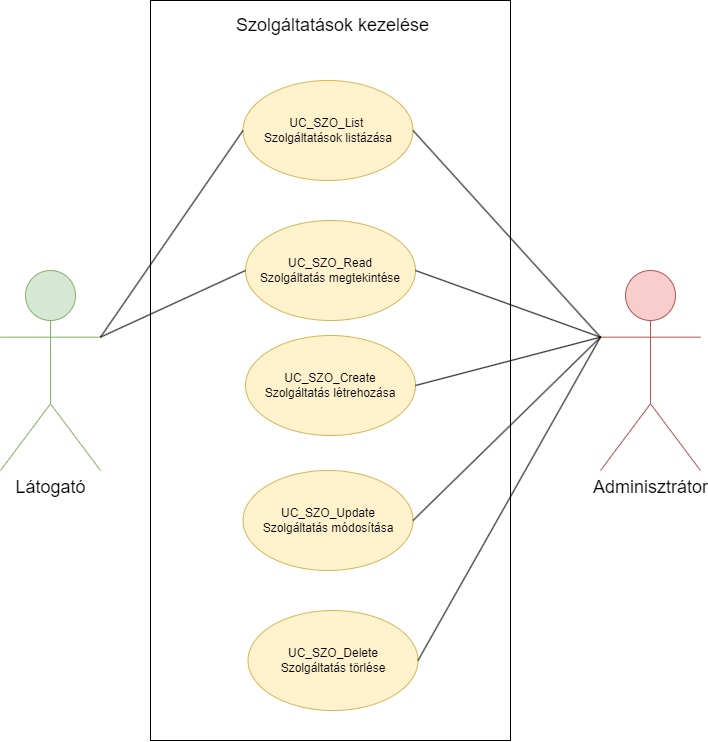 Szolgáltatások kezelése
UC_SZO_List
Szolgáltatások listázása
UC_SZO_Read
Szolgáltatás megtekintése
UC_SZO_Create
Szolgáltatás létrehozása
Látogató
Adminisztrátor
UC_SZO_Update
Szolgáltatás módosítása
UC_SZO_Delete
Szolgáltatás törlése